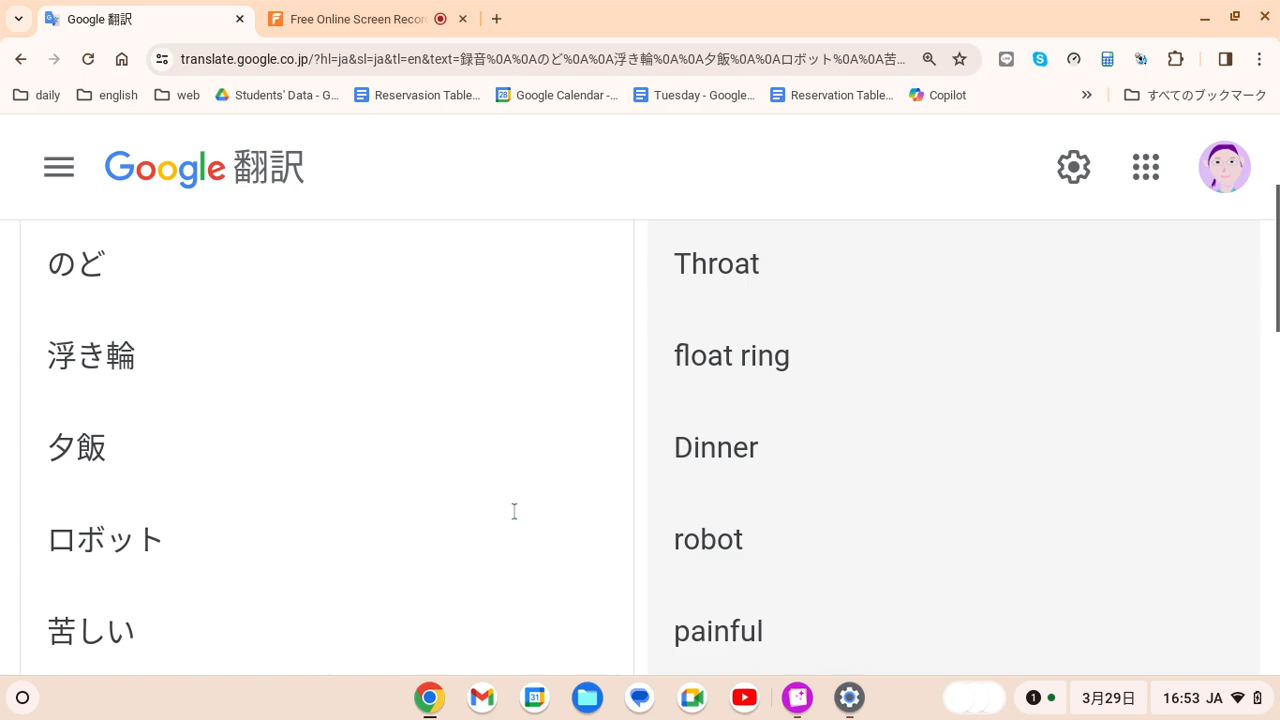 Google 翻訳
Free Online Screen Recor
translate.google.co.jp/?hl=ja&sl=ja&tl=en&text=録音%0A%0Aのど%0A%0A浮き輪%0A%0A夕飯%0A%0Aロボット%0A%0A苦...
daily
english
web
Students' Data - G...
Reservasion Table...
Google Calendar -...
Tuesday - Google...
Reservation Table...
Copilot
すべてのブックマーク
Google 翻訳
のど
Throat
浮き輪
float ring
夕飯
Dinner
ロボット
robot
苦しい
painful
1
3月29日
16:53 JA